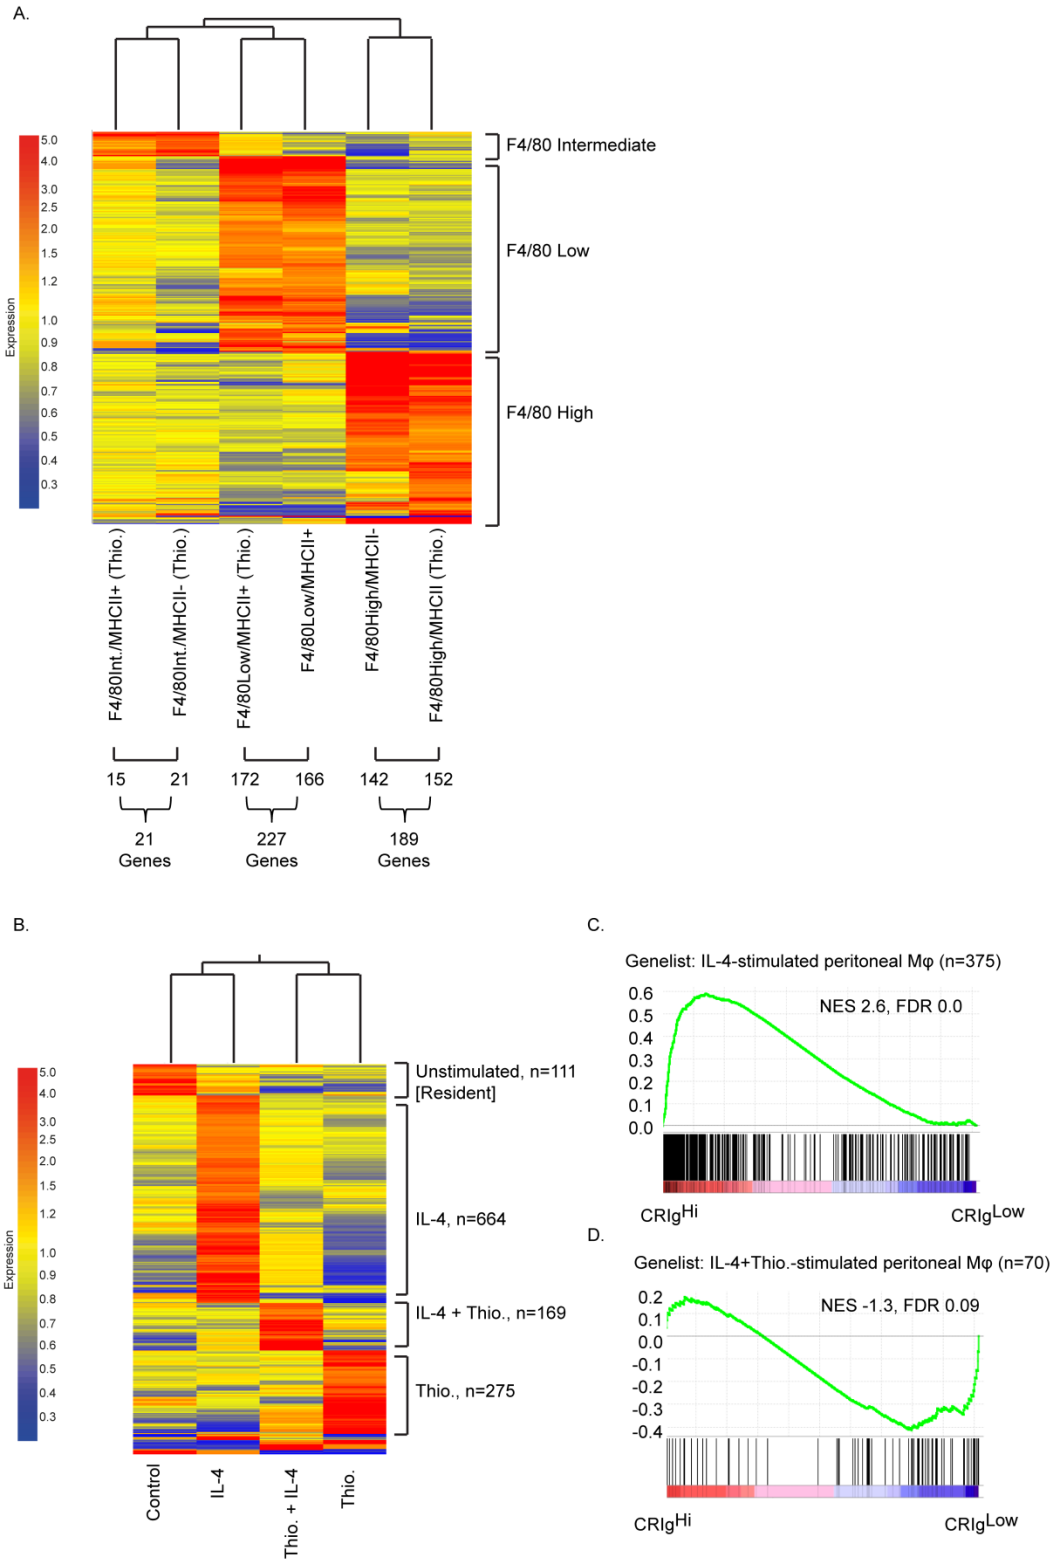 A.
5.0
4.0
3.0
2.5
2.0
1.5
1.2
1.0
0.9
0.8
0.7
0.6
0.5
0.4
0.3
Expression
F4/80 Intermediate
F4/80 Low
F4/80 High
F4/80Int./MHCII+ (Thio.)
F4/80Int./MHCII- (Thio.)
F4/80Low/MHCII+ (Thio.)
F4/80Low/MHCII+
F4/80High/MHCII-
F4/80High/MHCII (Thio.)
15 21 172 166 142 152
21 227 189
Genes Genes Genes
B.
5.0
4.0
3.0
2.5
2.0
1.5
1.2
1.0
0.9
0.8
0.7
0.6
0.5
0.4
0.3
Expression
Unstimulated, n=111
[Resident]
IL-4, n=664
IL-4 + Thio., n=169
Thio., n=275
Control
IL-4
Thio. + IL-4
Thio.
C.
Genelist: IL-4-stimulated peritoneal Mφ (n=375)
NES 2.6, FDR 0.0
0.6
0.5
0.4
0.3
0.2
0.1
0.0
CRIgHi CRIgLow
D.
Genelist: IL-4+Thio.-stimulated peritoneal Mφ (n=70)
NES -1.3, FDR 0.09
0.2
0.1
0.0
-0.1
-0.2
-0.3
-0.4
CRIgHi CRIgLow